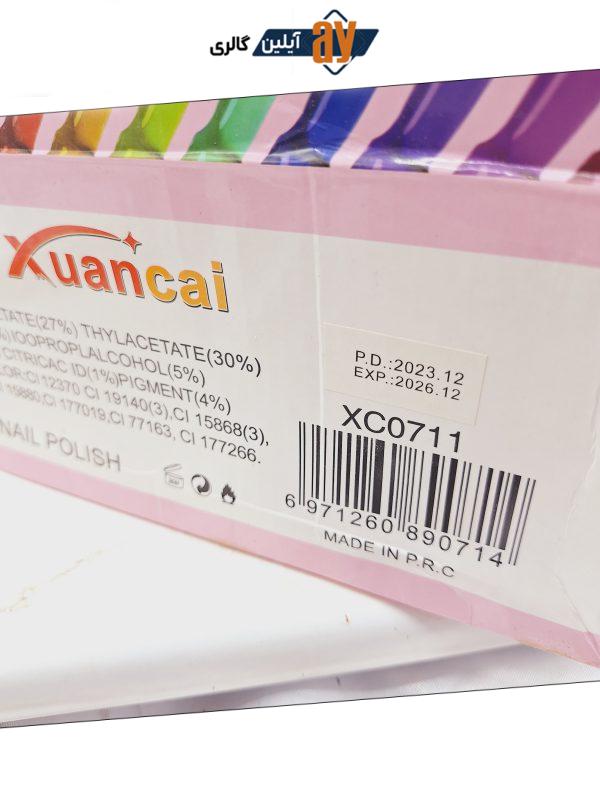 آیلین گالری
ay
Xuancai
TATE(27%) THYLACETATE(30%)
IOOPROPLALCOHOL(5%)
CITRICAC ID(1%)PIGMENT(4%)
LOR:CI 12370 CI 19140(3),CI 15868(3),
15880,CI 177019,CI 77163, CI 177266.
NAIL POLISH
P.D.:2023.12
EXP.:2026.12
XC0711
6 971260 890714
MADE IN P.R.C